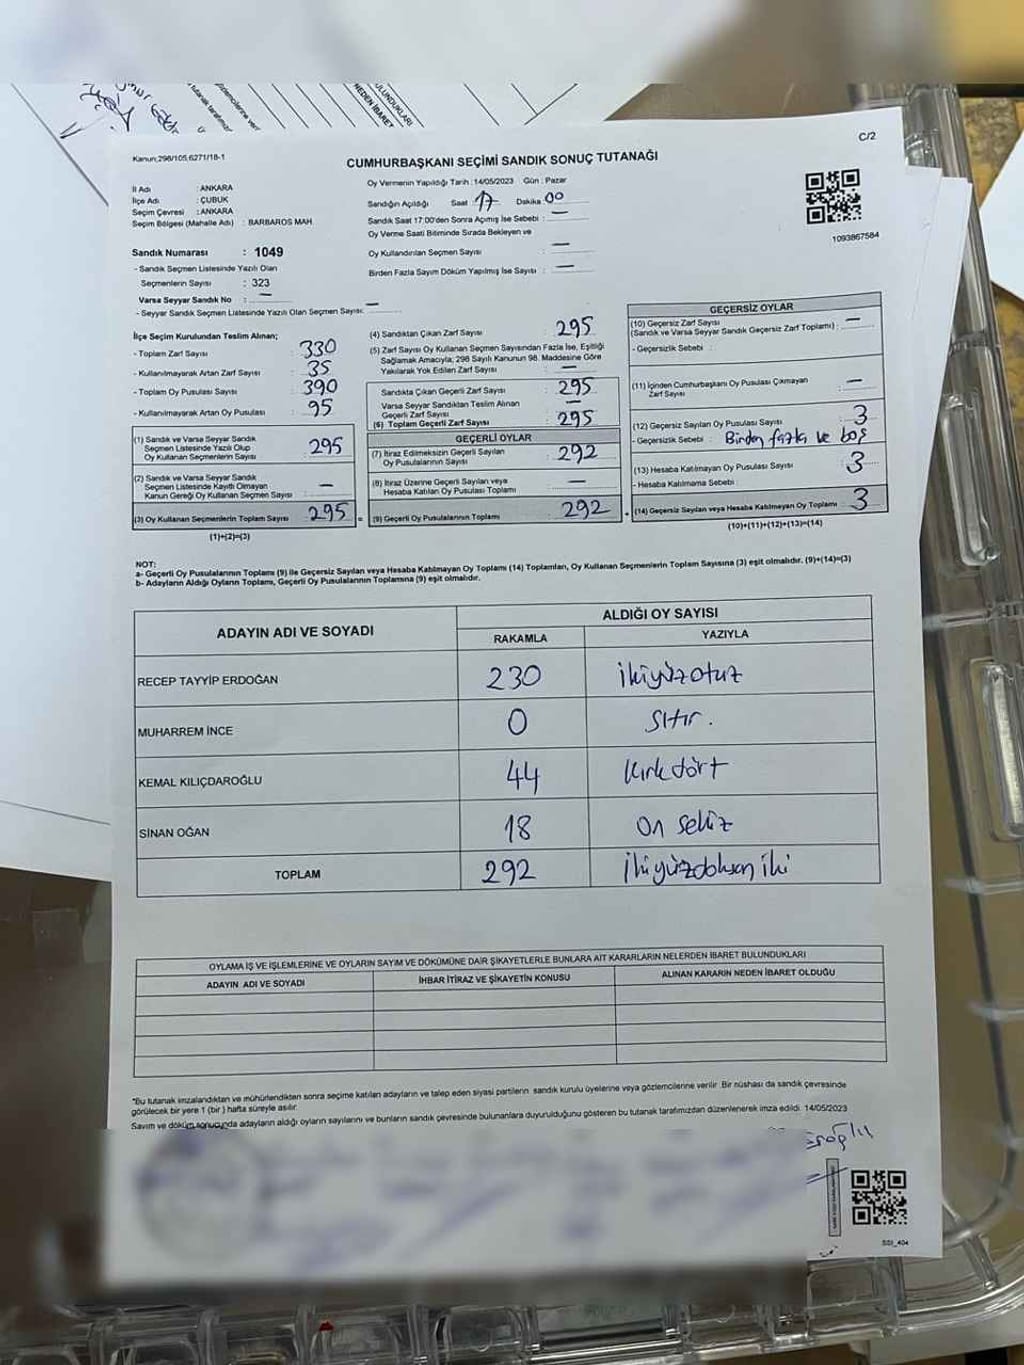 C/2
Kanun;298/105,6271/18-1
CUMHURBAŞKANI SEÇİMİ SANDIK SONUÇ TUTANAĞI
İl Adı : ANKARA
İlçe Adı : ÇUBUK
Seçim Çevresi : ANKARA
Seçim Bölgesi (Mahalle Adı) : BARBAROS MAH.
Oy Vermenin Yapıldığı Tarih : 14/05/2023 Gün : Pazar
Sandığın Açıldığı Saat 17 Dakika 00
Sandık Saat 17:00'den Sonra Açımış İse Sebebi : —
Oy Verme Saati Bitiminde Sırada Bekleyen ve
Oy Kullandırılan Seçmen Sayısı : —
Birden Fazla Sayım Döküm Yapılmış İse Sayısı : —
1093867584
Sandık Numarası : 1049
- Sandık Seçmen Listesinde Yazılı Olan
Seçmenlerin Sayısı : 323
Varsa Seyyar Sandık No : —
- Seyyar Sandık Seçmen Listesinde Yazılı Olan Seçmen Sayısı: —
İlçe Seçim Kurulundan Teslim Alınan;
- Toplam Zarf Sayısı : 330
- Kullanılmayarak Artan Zarf Sayısı : 35
- Toplam Oy Pusulası Sayısı : 390
- Kullanılmayarak Artan Oy Pusulası : 95
(1) Sandık ve Varsa Seyyar Sandık
Seçmen Listesinde Yazılı Olup
Oy Kullanan Seçmenlerin Sayısı : 295
(2) Sandık ve Varsa Seyyar Sandık
Seçmen Listesinde Kayıtlı Olmayan
Kanun Gereği Oy Kullanan Seçmen Sayısı : —
(3) Oy Kullanan Seçmenlerin Toplam Sayısı : 295
(1)+(2)=(3)
(4) Sandıktan Çıkan Zarf Sayısı : 295
(5) Zarf Sayısı Oy Kullanan Seçmen Sayısından Fazla İse, Eşitliği
Sağlamak Amacıyla; 298 Sayılı Kanunun 98. Maddesine Göre
Yakılarak Yok Edilen Zarf Sayısı : —
Sandıkta Çıkan Geçerli Zarf Sayısı : 295
Varsa Seyyar Sandıktan Teslim Alınan
Geçerli Zarf Sayısı : —
(6) Toplam Geçerli Zarf Sayısı : 295
GEÇERLİ OYLAR
(7) İtiraz Edilmeksizin Geçerli Sayılan
Oy Pusulalarının Sayısı : 292
(8) İtiraz Üzerine Geçerli Sayılan veya
Hesaba Katılan Oy Pusulası Toplamı : —
(9) Geçerli Oy Pusulalarının Toplamı : 292
GEÇERSİZ OYLAR
(10) Geçersiz Zarf Sayısı : —
(Sandık ve Varsa Seyyar Sandık Geçersiz Zarf Toplamı) :
- Geçersizlik Sebebi :
(11) İçinden Cumhurbaşkanı Oy Pusulası Çıkmayan
Zarf Sayısı : —
(12) Geçersiz Sayılan Oy Pusulası Sayısı : 3
- Geçersizlik Sebebi : Birden fazla ve boş
(13) Hesaba Katılmayan Oy Pusulası Sayısı : 3
- Hesaba Katılmama Sebebi :
(14) Geçersiz Sayılan veya Hesaba Katılmayan Oy Toplamı : 3
(10)+(11)+(12)+(13)=(14)
NOT:
a- Geçerli Oy Pusulalarının Toplamı (9) ile Geçersiz Sayılan veya Hesaba Katılmayan Oy Toplamı (14) Toplamları, Oy Kullanan Seçmenlerin Toplam Sayısına (3) eşit olmalıdır. (9)+(14)=(3)
b- Adayların Aldığı Oyların Toplamı, Geçerli Oy Pusulalarının Toplamına (9) eşit olmalıdır.
ADAYIN ADI VE SOYADI
ALDIĞI OY SAYISI
RAKAMLA YAZIYLA
RECEP TAYYİP ERDOĞAN 230 ikiyüzotuz
MUHARREM İNCE 0 Sıfır.
KEMAL KILIÇDAROĞLU 44 Kırkdört
SİNAN OĞAN 18 On sekiz
TOPLAM 292 ikiyüzdoksan iki
OYLAMA İŞ VE İŞLEMLERİNE VE OYLARIN SAYIM VE DÖKÜMÜNE DAİR ŞİKAYETLERLE BUNLARA AİT KARARLARIN NELERDEN İBARET BULUNDUKLARI
ADAYIN ADI VE SOYADI İHBAR İTİRAZ VE ŞİKAYETİN KONUSU ALINAN KARARIN NEDEN İBARET OLDUĞU
*Bu tutanak imzalandıktan ve mühürlendikten sonra seçime katılan adayların ve talep eden siyasi partilerin sandık kurulu üyelerine veya gözlemcilerine verilir. Bir nüshası da sandık çevresinde
görülecek bir yere 1 (bir) hafta süreyle asılır.
Sayım ve döküm sonucunda adayların aldığı oyların sayılarını ve bunların sandık çevresinde bulunanlara duyurulduğunu gösteren bu tutanak tarafımızdan düzenlenerek imza edildi. 14/05/2023